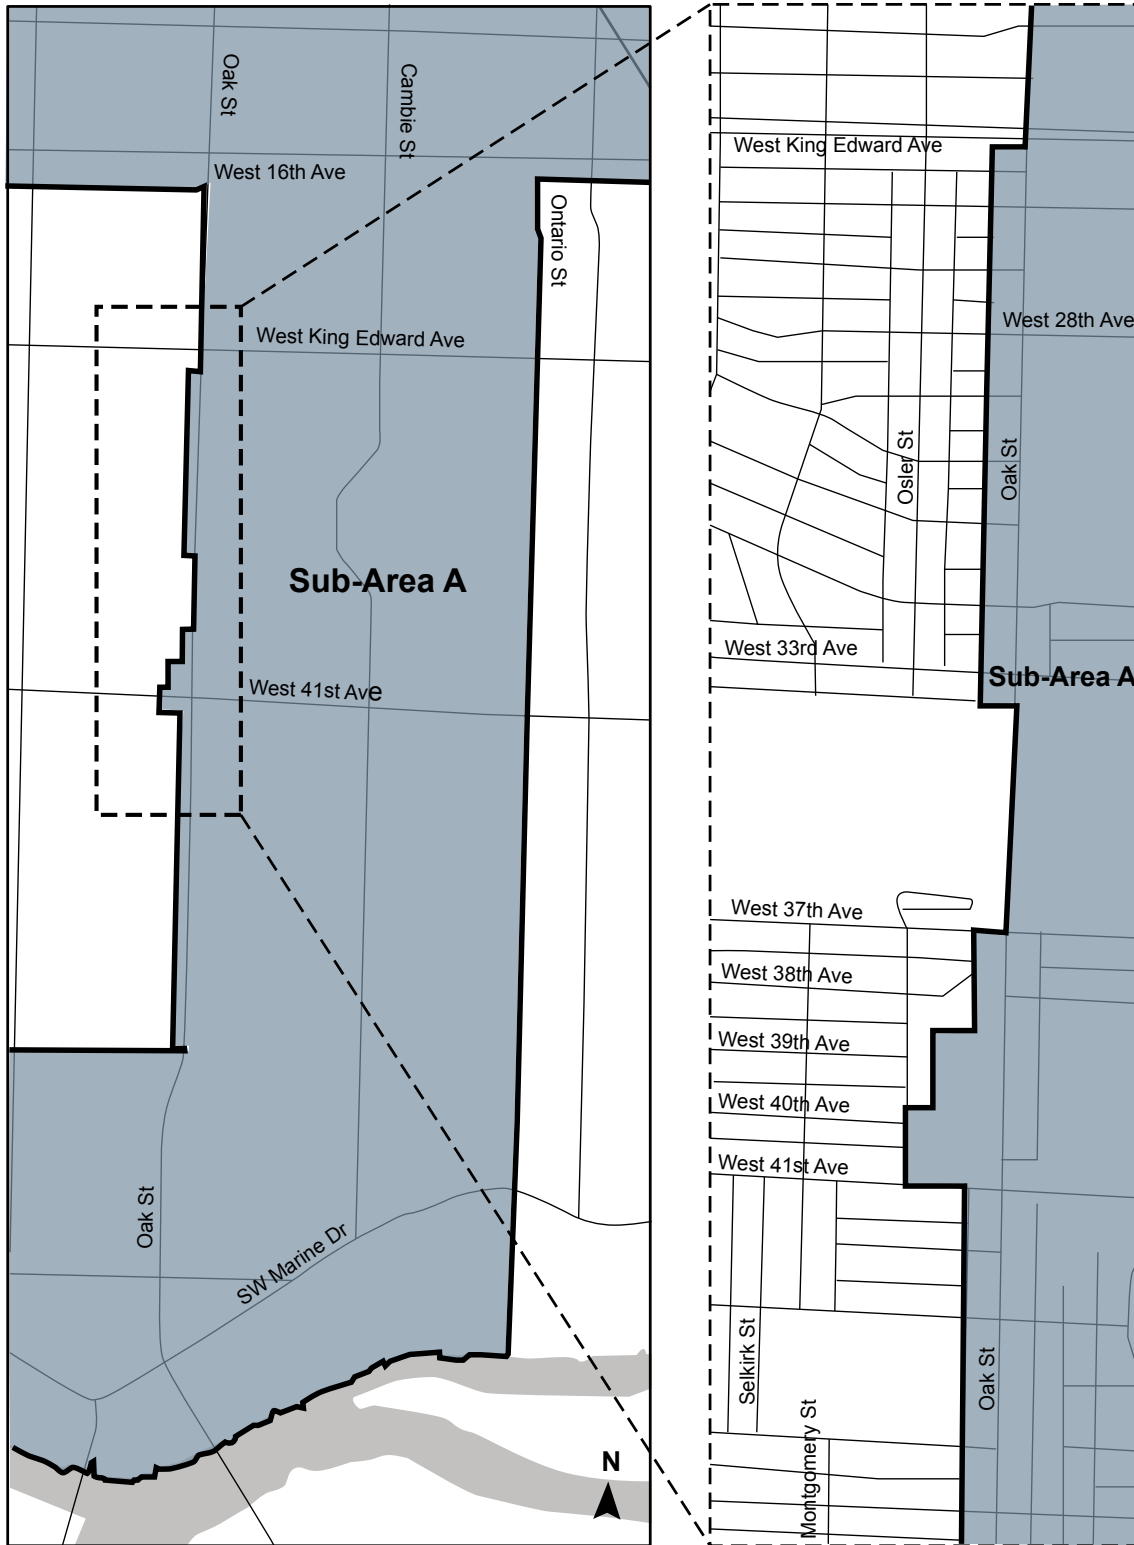 Oak St
Cambie St
West 16th Ave
Ontario St
West King Edward Ave
Sub-Area A
West 41st Ave
Oak St
SW Marine Dr
N
West King Edward Ave
West 28th Ave
Osler St
Oak St
West 33rd Ave
Sub-Area A
West 37th Ave
West 38th Ave
West 39th Ave
West 40th Ave
West 41st Ave
Selkirk St
Oak St
Montgomery St